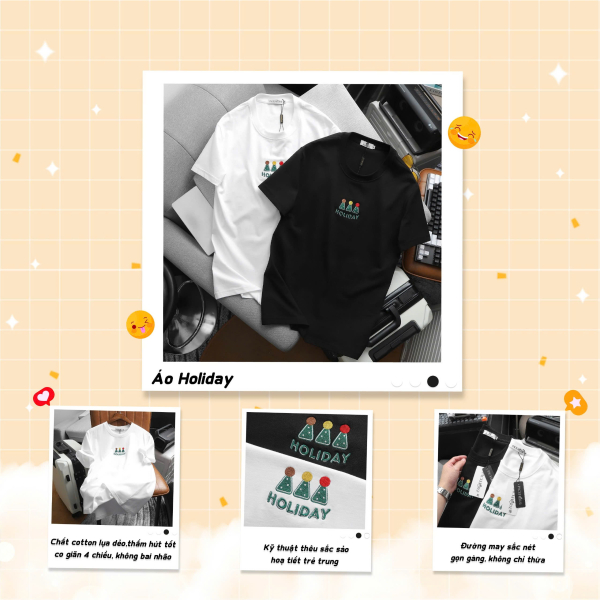 HOLIDAY
HOLIDAY
Áo Holiday
HOLIDAY
HOLIDAY
HOLIDAY
HOLIDAY
HOLIDAY
Chất cotton lụa dẻo,thấm hút tốt
co giãn 4 chiều, không bai nhão
Kỹ thuật thêu sắc sảo
hoạ tiết trẻ trung
Đường may sắc nét
gọn gàng, không chỉ thừa